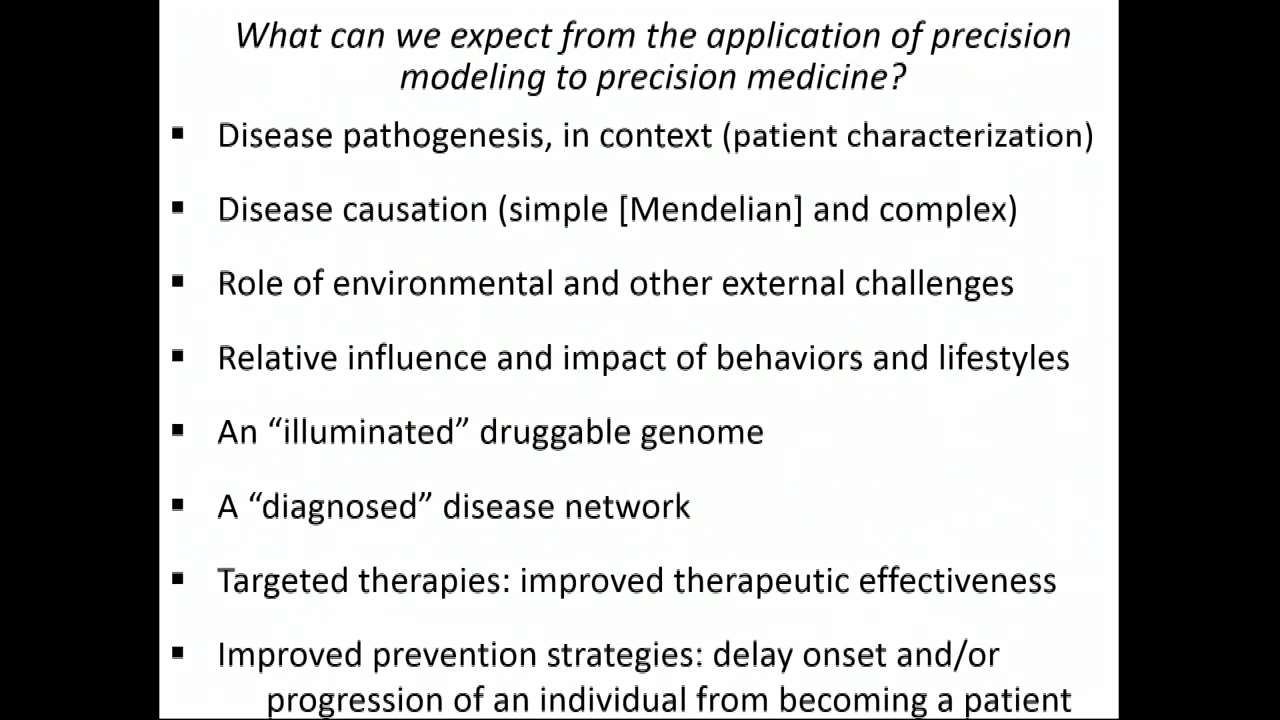 What can we expect from the application of precision
modeling to precision medicine?
▪ Disease pathogenesis, in context (patient characterization)
▪ Disease causation (simple [Mendelian] and complex)
▪ Role of environmental and other external challenges
▪ Relative influence and impact of behaviors and lifestyles
▪ An “illuminated” druggable genome
▪ A “diagnosed” disease network
▪ Targeted therapies: improved therapeutic effectiveness
▪ Improved prevention strategies: delay onset and/or
progression of an individual from becoming a patient